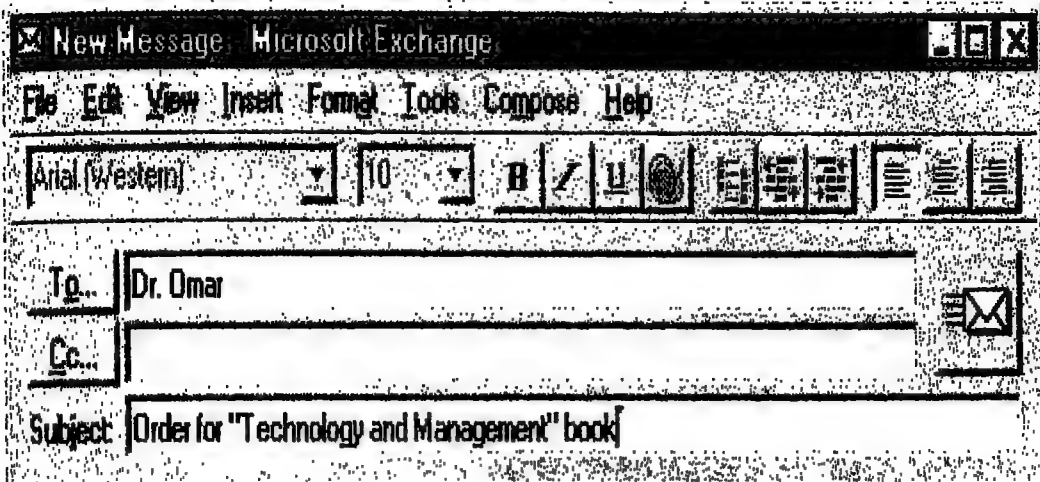 New Message - Microsoft Exchange
File Edit View Insert Format Tools Compose Help
Arial (Western) 10 B I U
To... Dr. Omar
Cc...
Subject: Order for "Technology and Management" book